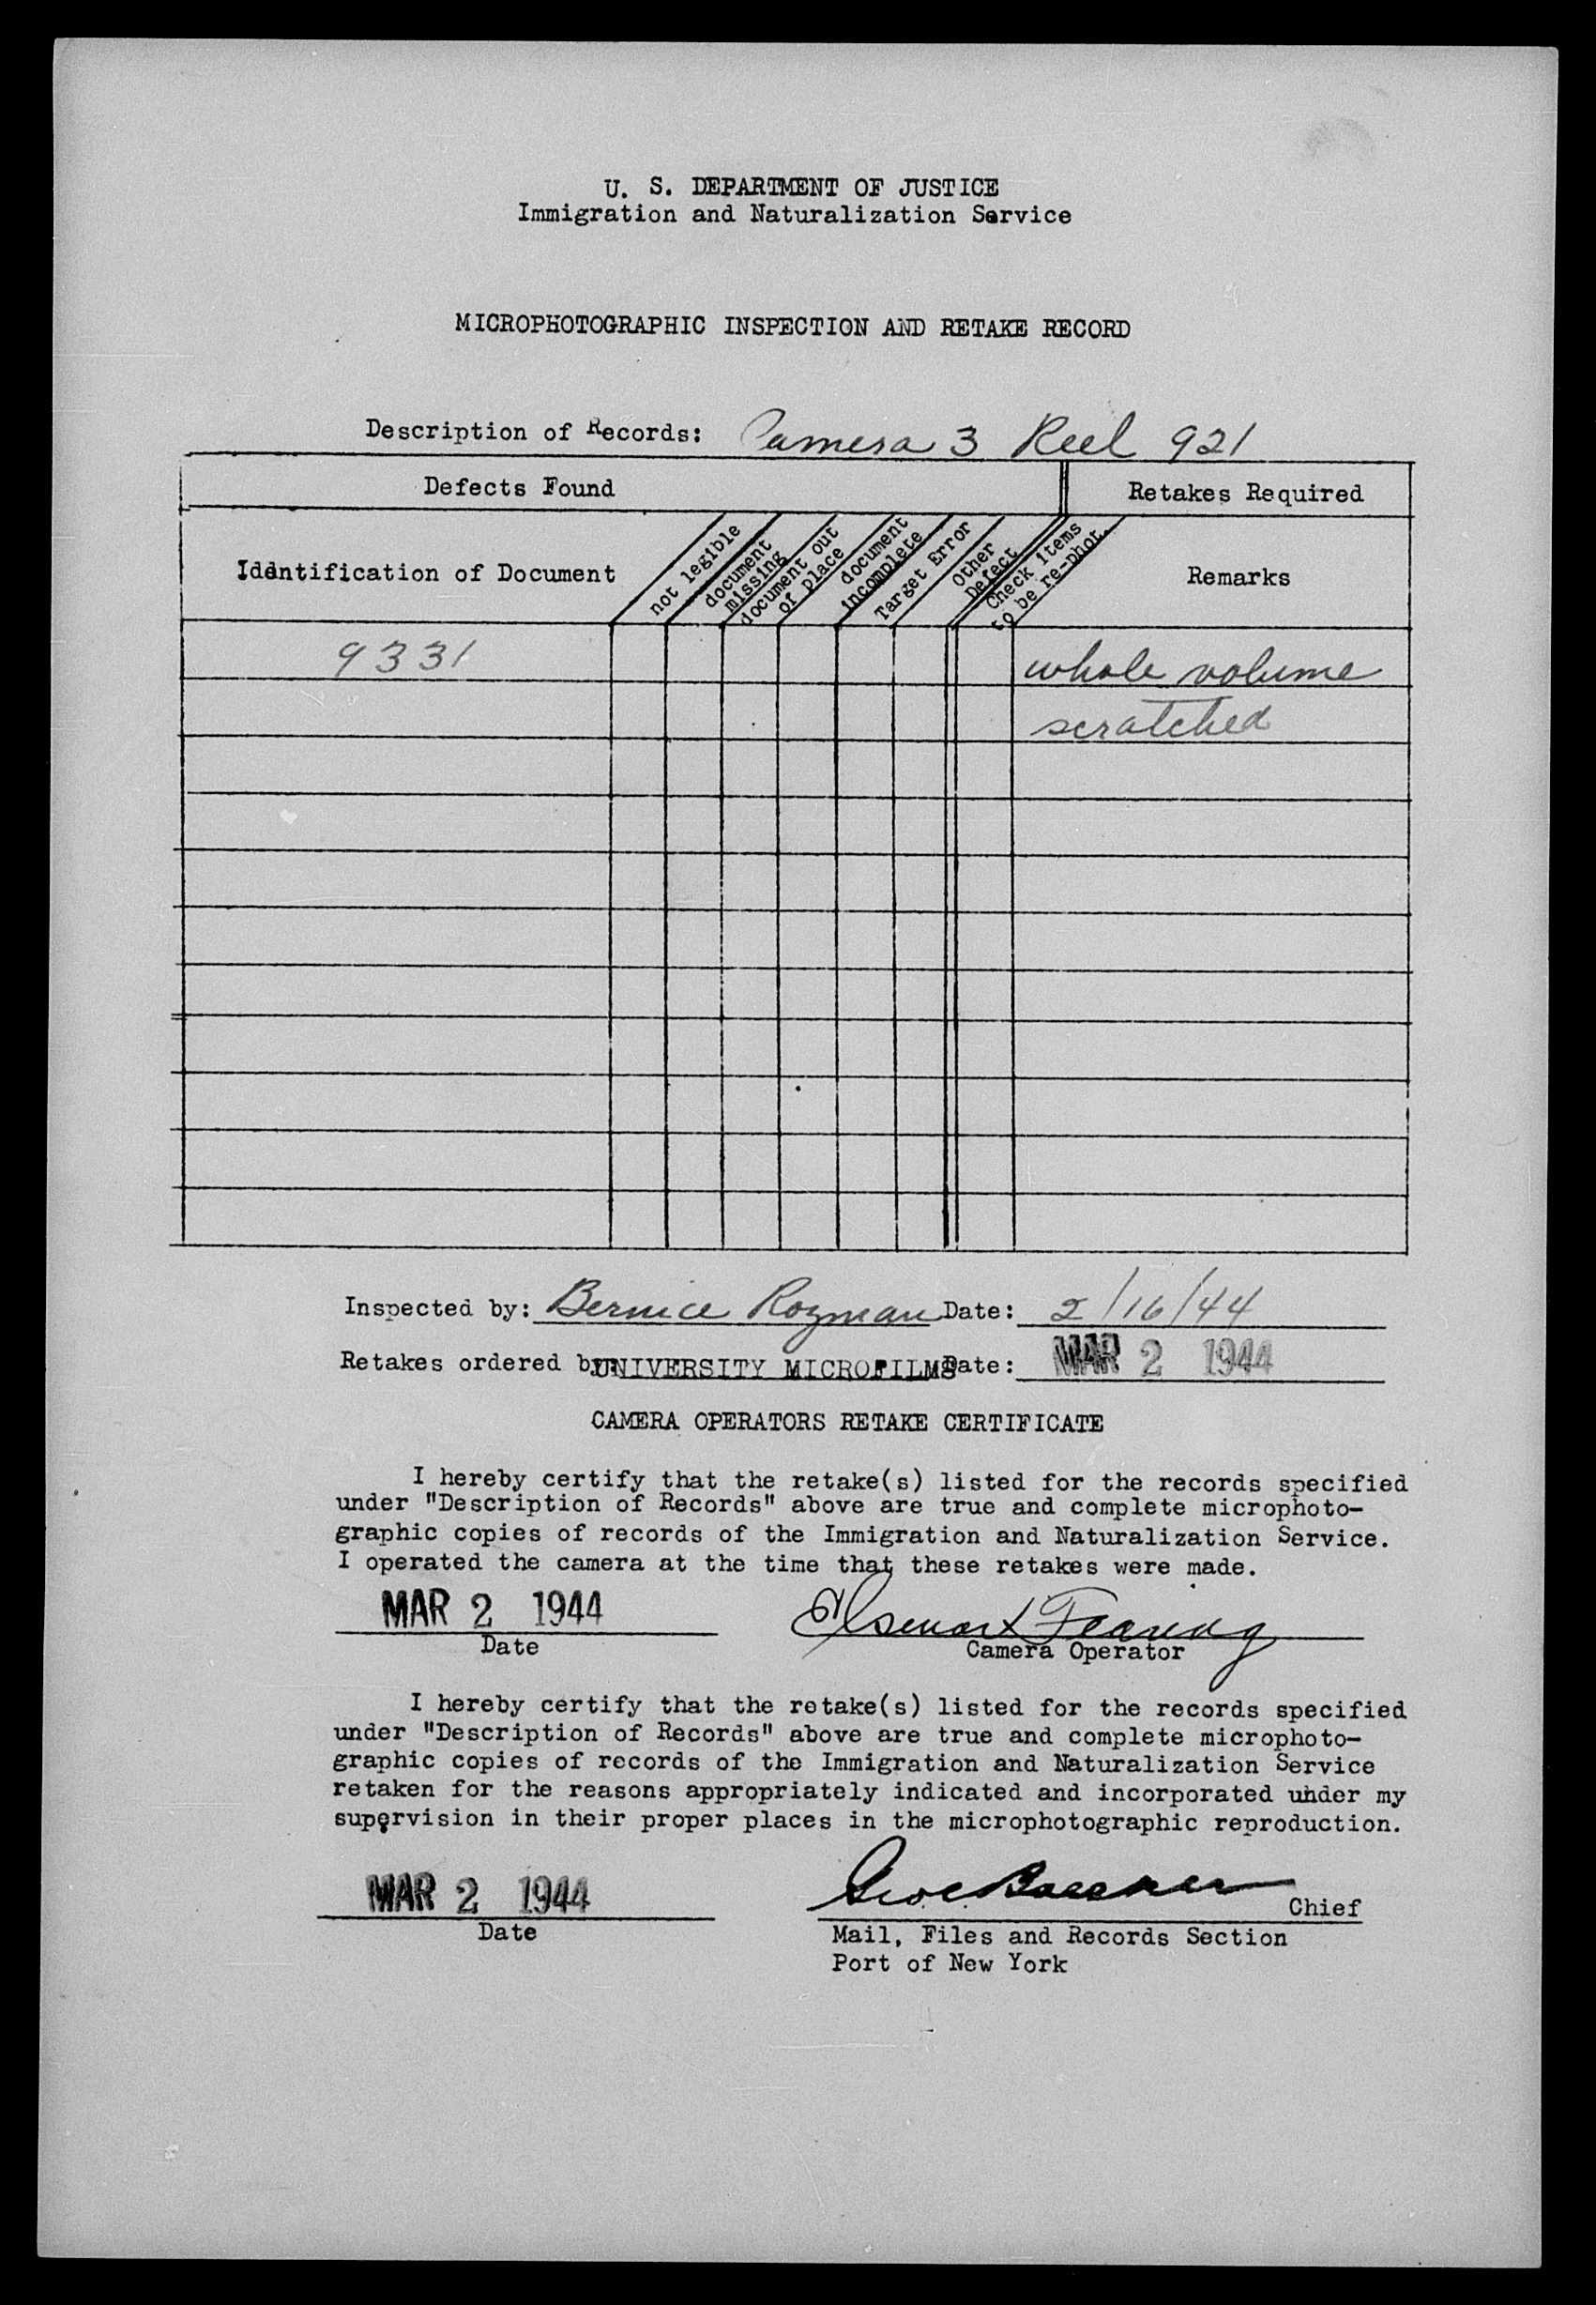 U. S. DEPARTMENT OF JUSTICE
Immigration and Naturalization Service
MICROPHOTOGRAPHIC INSPECTION AND RETAKE RECORD
Description of Records: Camera 3 Reel 921
Defects Found
Retakes Required
Identification of Document
not legible
document missing
document out of place
document incomplete
Target Error
Other Defect
Check items to be re-phot.
Remarks
9331
whole volume
scratched
Inspected by: Bernice Rozman Date: 2/16/44
Retakes ordered by: UNIVERSITY MICROFILMS Date: MAR 2 1944
CAMERA OPERATORS RETAKE CERTIFICATE
I hereby certify that the retake(s) listed for the records specified
under "Description of Records" above are true and complete microphoto-
graphic copies of records of the Immigration and Naturalization Service.
I operated the camera at the time that these retakes were made.
MAR 2 1944
Date
Camera Operator
I hereby certify that the retake(s) listed for the records specified
under "Description of Records" above are true and complete microphoto-
graphic copies of records of the Immigration and Naturalization Service
retaken for the reasons appropriately indicated and incorporated under my
supervision in their proper places in the microphotographic reproduction.
MAR 2 1944
Date
Chief
Mail, Files and Records Section
Port of New York